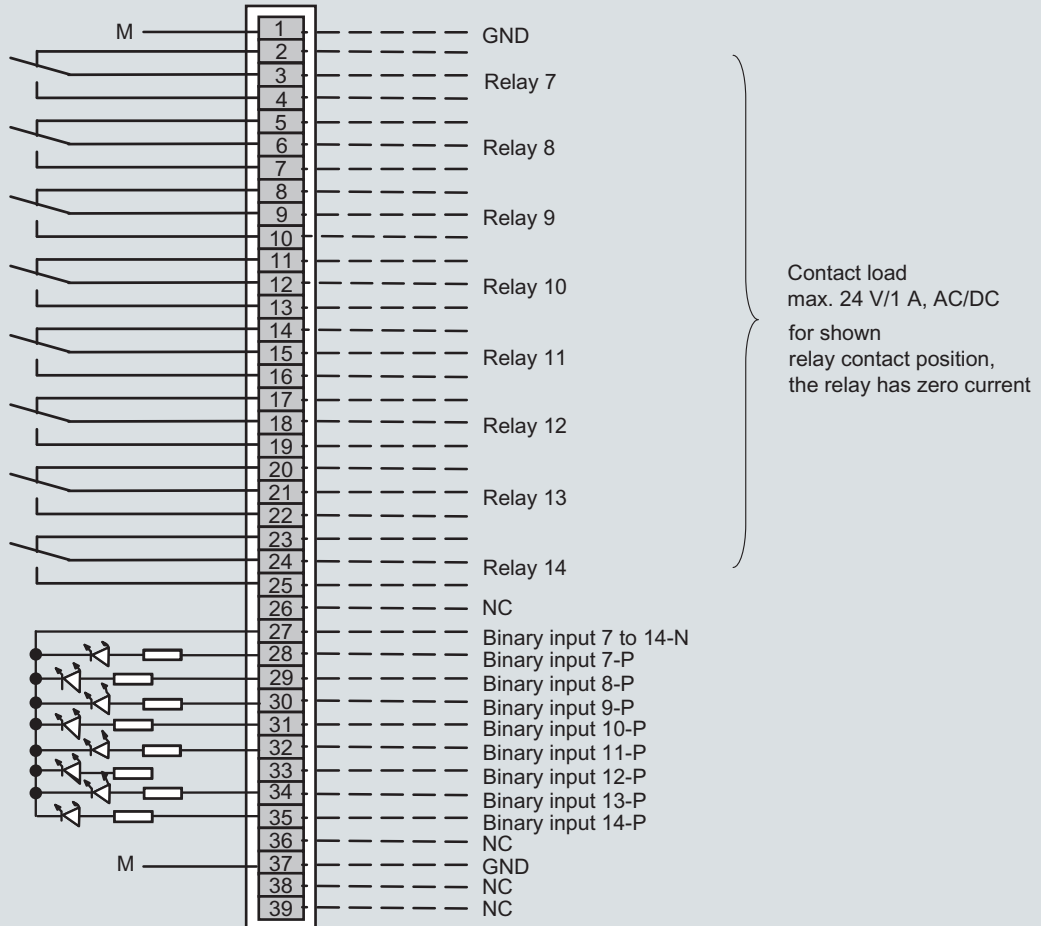 M 1 GND
2
3 Relay 7
4
5
6 Relay 8
7
8
9 Relay 9
10
11
12 Relay 10
13
14
15 Relay 11
16
17
18 Relay 12
19
20
21 Relay 13
22
23
24 Relay 14
25
Contact load
max. 24 V/1 A, AC/DC
for shown
relay contact position,
the relay has zero current
26 NC
27 Binary input 7 to 14-N
28 Binary input 7-P
29 Binary input 8-P
30 Binary input 9-P
31 Binary input 10-P
32 Binary input 11-P
33 Binary input 12-P
34 Binary input 13-P
35 Binary input 14-P
36 NC
M 37 GND
38 NC
39 NC